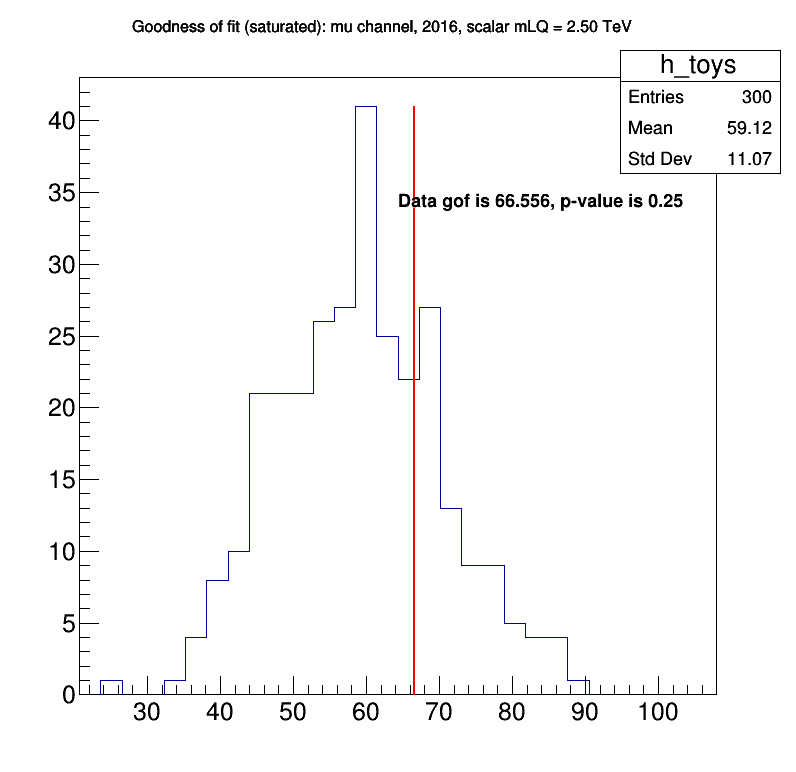 Goodness of fit (saturated): mu channel, 2016, scalar mLQ = 2.50 TeV
h_toys
Entries 300
Mean 59.12
Std Dev 11.07
Data gof is 66.556, p-value is 0.25
40
35
30
25
20
15
10
5
0
30 40 50 60 70 80 90 100